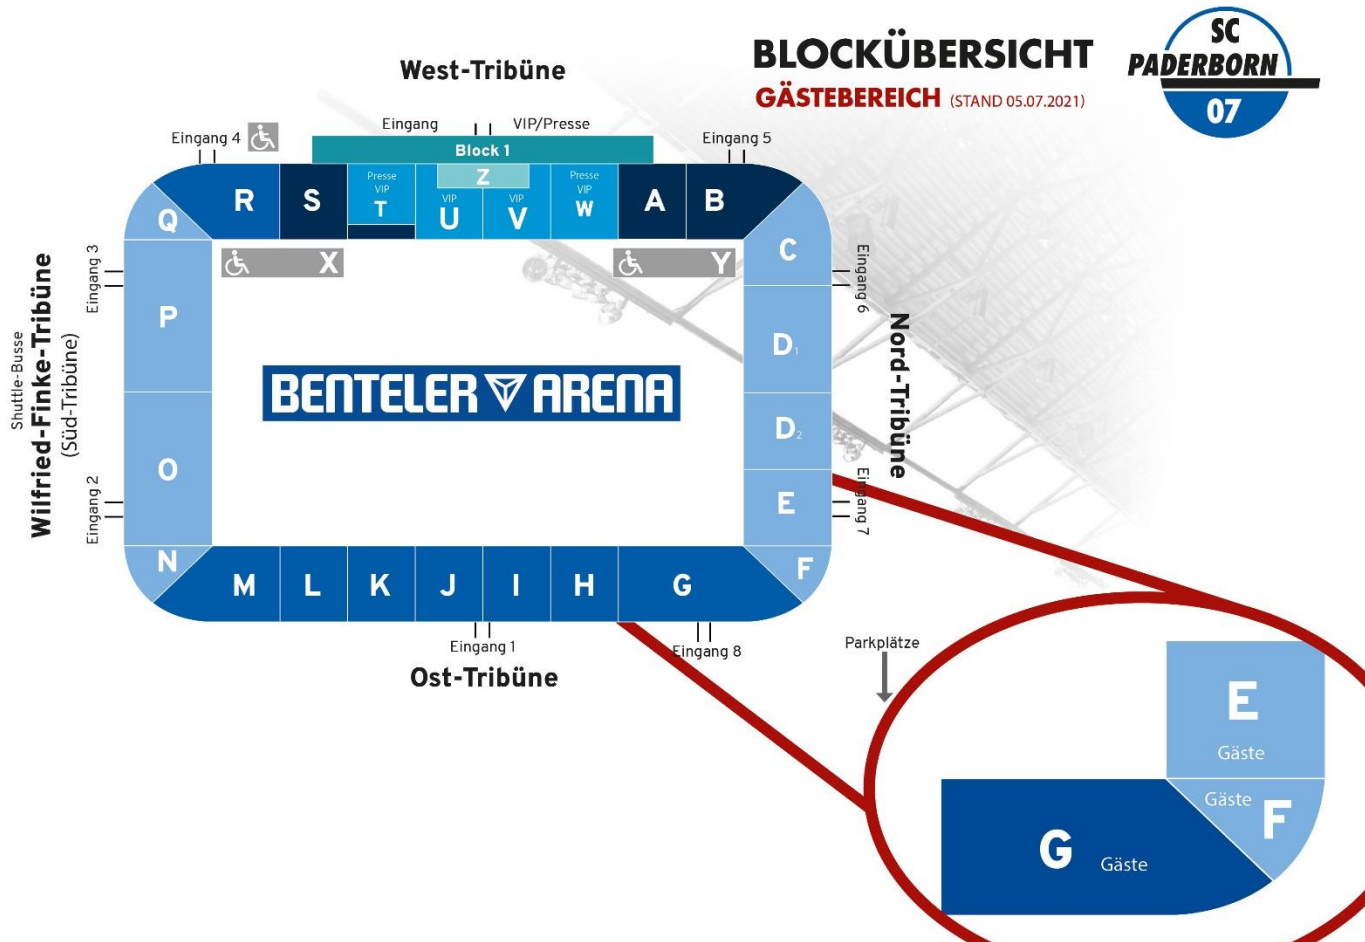 BLOCKÜBERSICHT
GÄSTEBEREICH (STAND 05.07.2021)
SC
PADERBORN
07
West-Tribüne
Eingang VIP/Presse
Eingang 4
Eingang 5
Block 1
Q
R
S
Presse
VIP
T
VIP
U
Z
VIP
V
Presse
VIP
W
A
B
C
X
Y
Eingang 3
Eingang 6
P
D1
Shuttle-Busse
Wilfried-Finke-Tribüne
(Süd-Tribüne)
BENTELER ARENA
Nord-Tribüne
D2
O
E
Eingang 2
Eingang 7
N
M
L
K
J
I
H
G
F
Eingang 1
Eingang 8
Ost-Tribüne
Parkplätze
E
Gäste
Gäste
F
G
Gäste